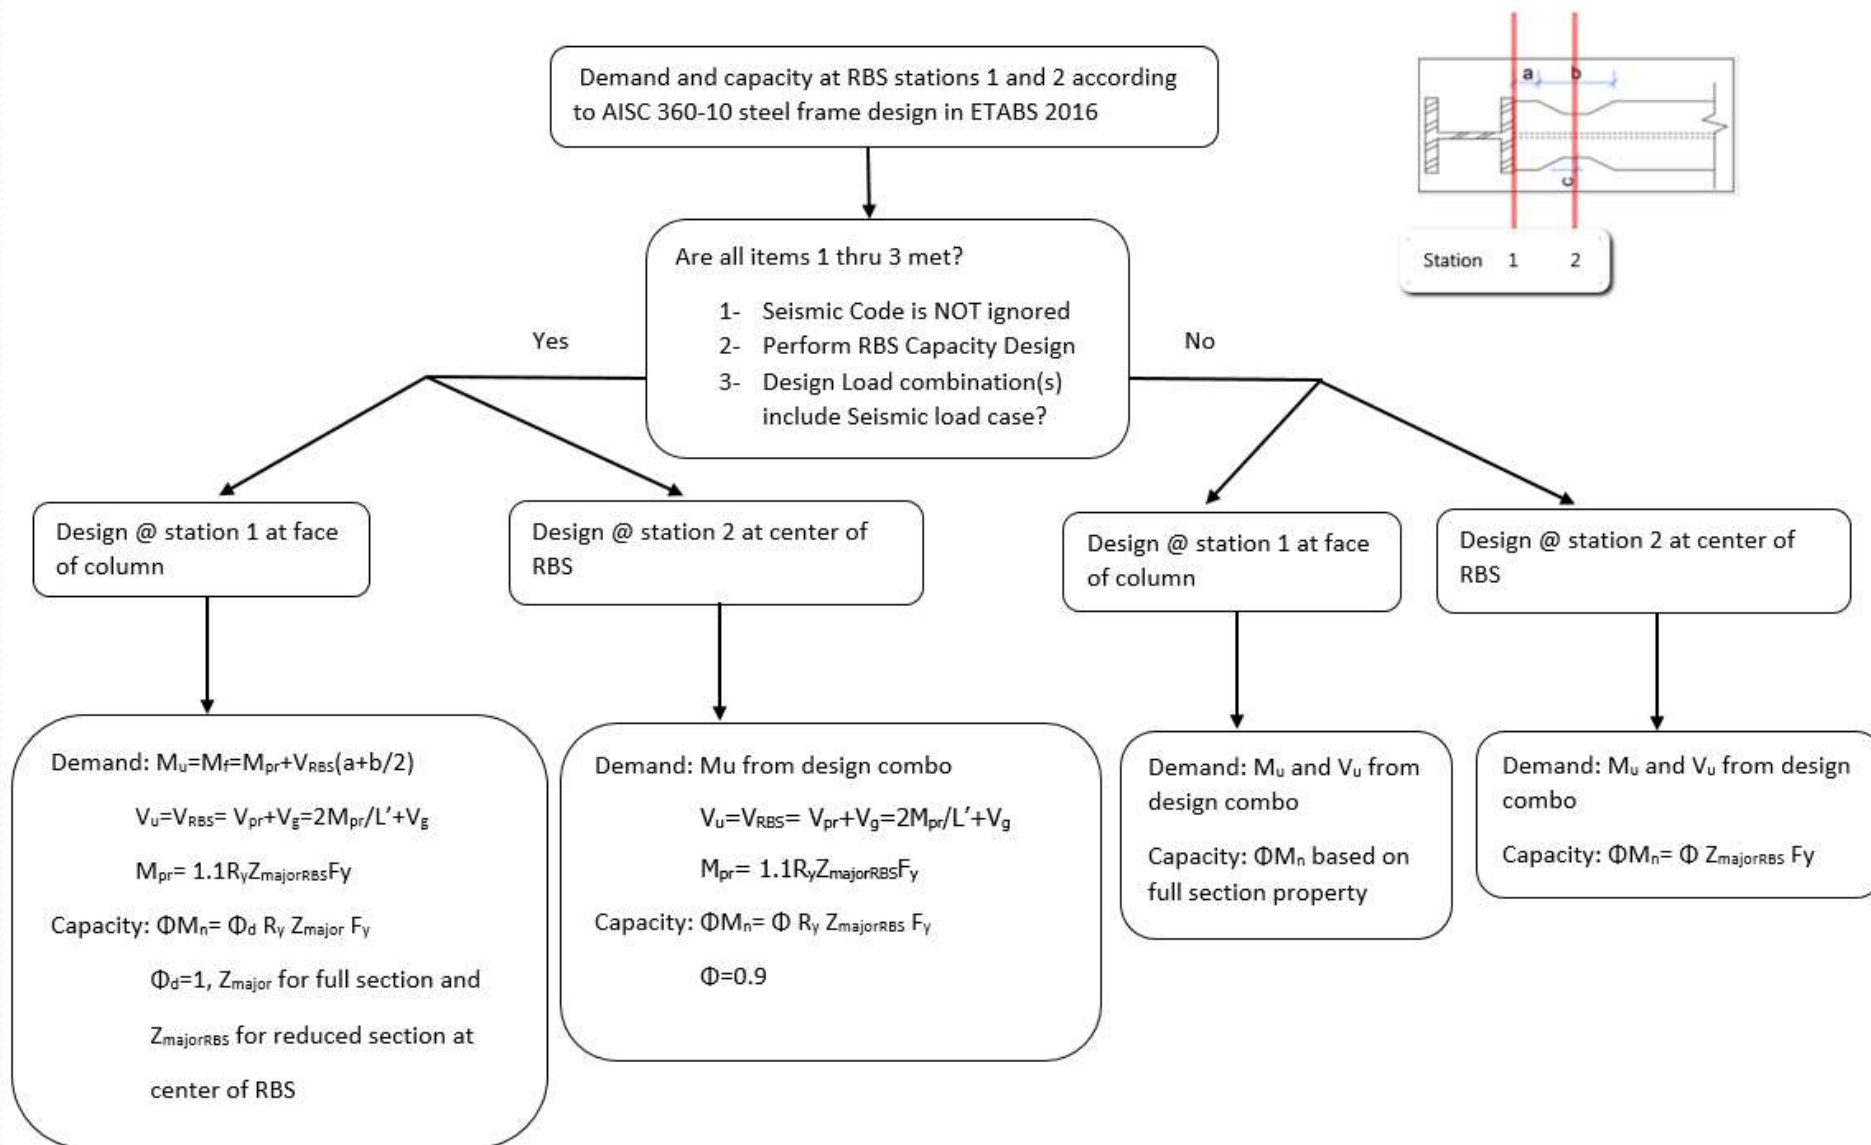 Demand and capacity at RBS stations 1 and 2 according
to AISC 360-10 steel frame design in ETABS 2016
a b
c
Station 1 2
Are all items 1 thru 3 met?
1- Seismic Code is NOT ignored
2- Perform RBS Capacity Design
3- Design Load combination(s)
include Seismic load case?
Yes
No
Design @ station 1 at face
of column
Design @ station 2 at center of
RBS
Design @ station 1 at face
of column
Design @ station 2 at center of
RBS
Demand: Mu=Mf=Mpr+VRBS(a+b/2)
Vu=VRBS= Vpr+Vg=2Mpr/L’+Vg
Mpr= 1.1RyZmajorRBSFy
Capacity: ΦMn= Φd Ry Zmajor Fy
Φd=1, Zmajor for full section and
ZmajorRBS for reduced section at
center of RBS
Demand: Mu from design combo
Vu=VRBS= Vpr+Vg=2Mpr/L’+Vg
Mpr= 1.1RyZmajorRBSFy
Capacity: ΦMn= Φ Ry ZmajorRBS Fy
Φ=0.9
Demand: Mu and Vu from
design combo
Capacity: ΦMn based on
full section property
Demand: Mu and Vu from design
combo
Capacity: ΦMn= Φ ZmajorRBS Fy